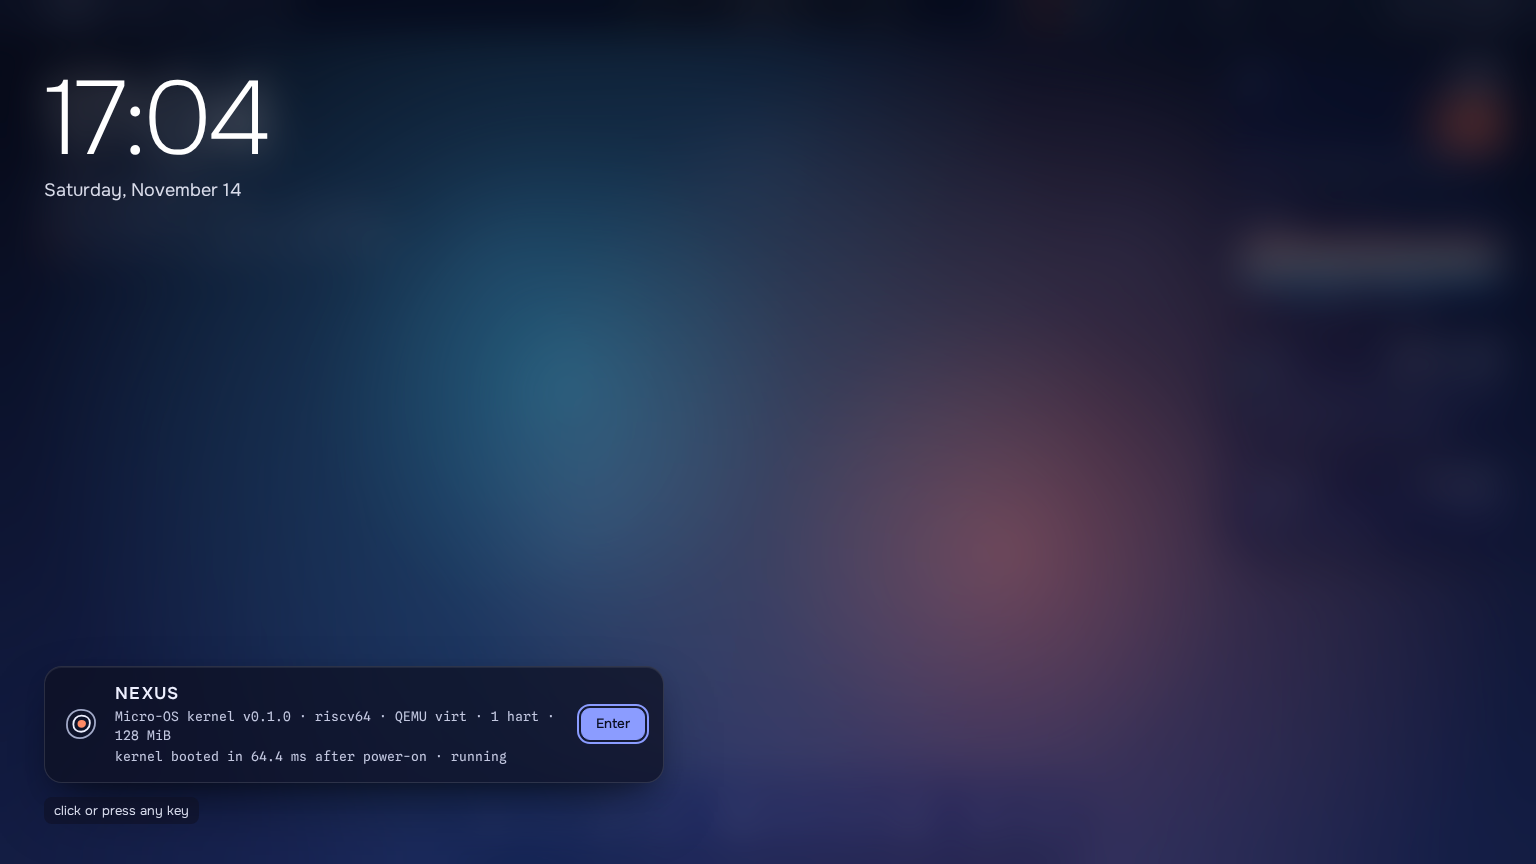 17:04
Saturday, November 14
NEXUS
Micro-OS kernel v0.1.0 · riscv64 · QEMU virt · 1 hart ·
128 MiB
kernel booted in 64.4 ms after power-on · running
Enter
click or press any key